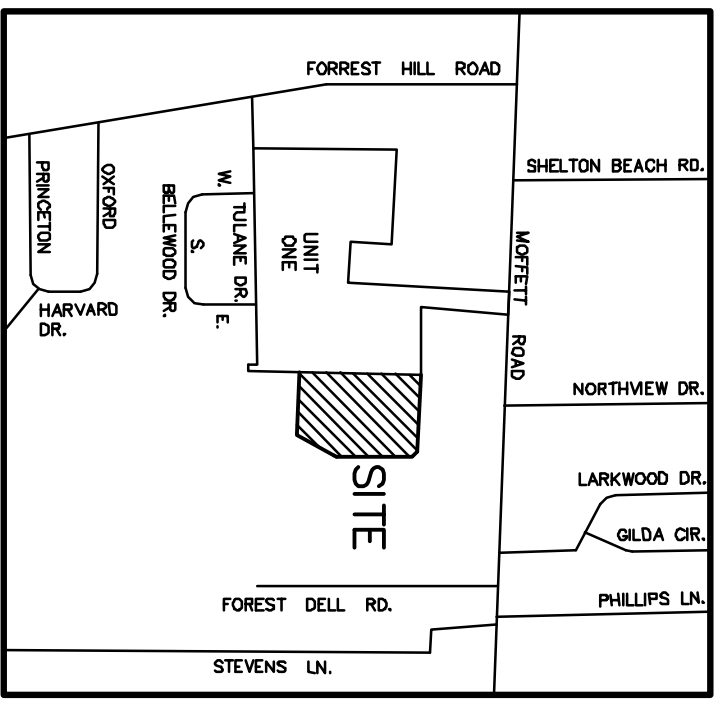 FORREST HILL ROAD
SHELTON BEACH RD.
OXFORD
PRINCETON
W.
TULANE DR.
S.
BELLEWOOD DR.
E.
UNIT
ONE
MOFFETT ROAD
HARVARD
DR.
NORTHVIEW DR.
SITE
LARKWOOD DR.
GILDA CIR.
FOREST DELL RD.
PHILLIPS LN.
STEVENS LN.